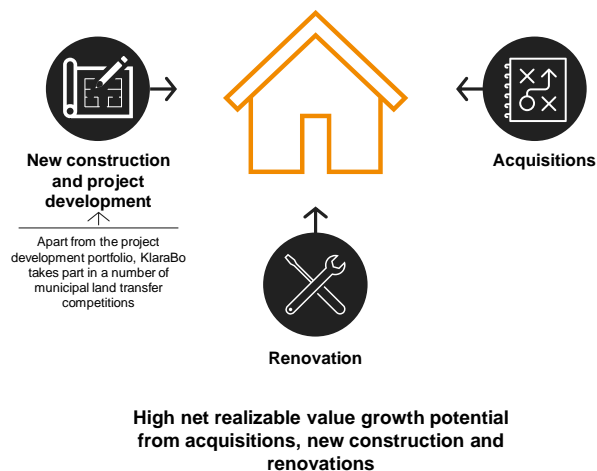 New construction
and project
development
Apart from the project
development portfolio, KlaraBo
takes part in a number of
municipal land transfer
competitions
Acquisitions
Renovation
High net realizable value growth potential
from acquisitions, new construction and
renovations